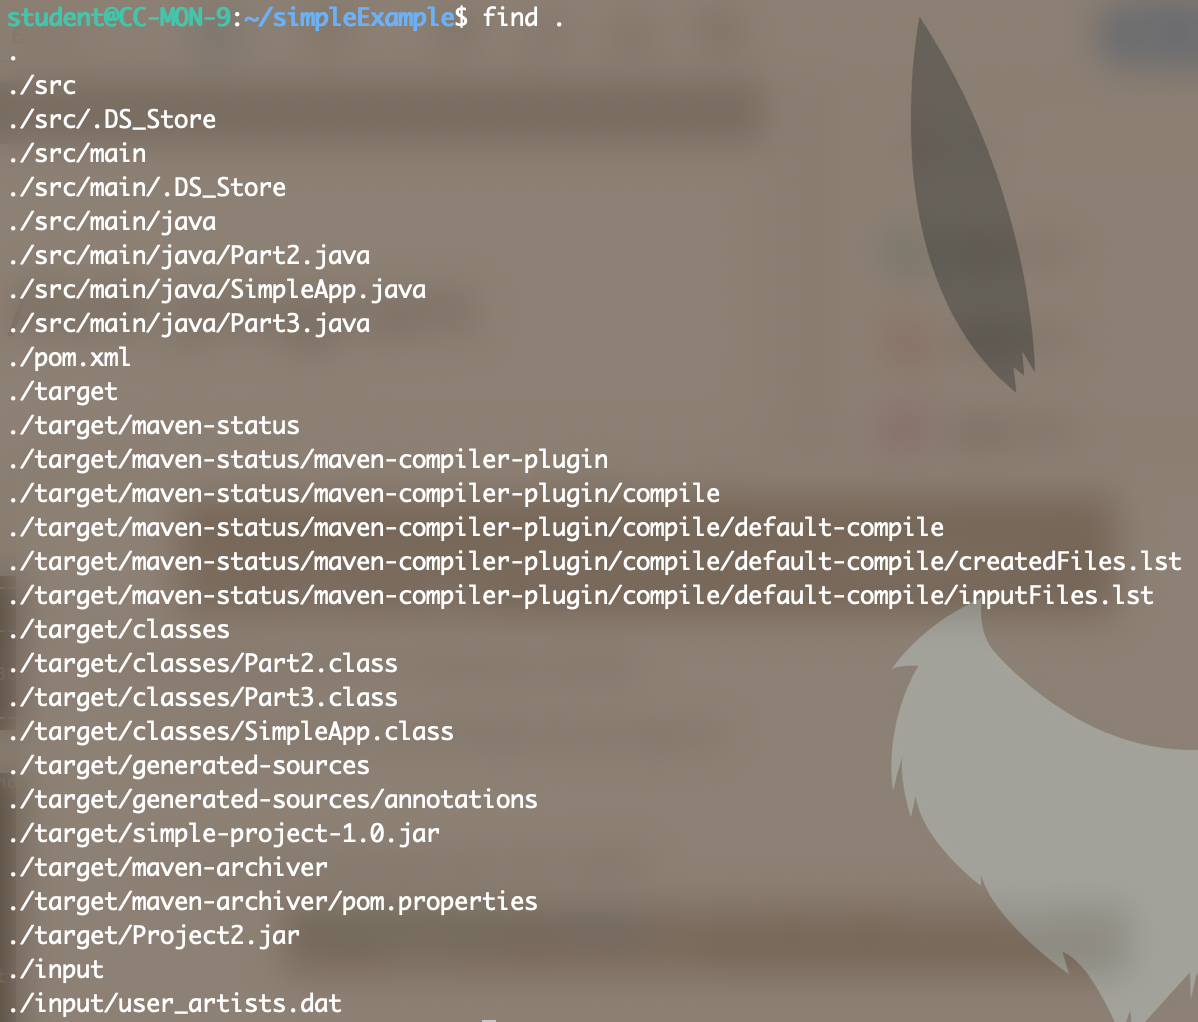 student@CC-MON-9:~/simpleExample$ find .
.
./src
./src/.DS_Store
./src/main
./src/main/.DS_Store
./src/main/java
./src/main/java/Part2.java
./src/main/java/SimpleApp.java
./src/main/java/Part3.java
./pom.xml
./target
./target/maven-status
./target/maven-status/maven-compiler-plugin
./target/maven-status/maven-compiler-plugin/compile
./target/maven-status/maven-compiler-plugin/compile/default-compile
./target/maven-status/maven-compiler-plugin/compile/default-compile/createdFiles.lst
./target/maven-status/maven-compiler-plugin/compile/default-compile/inputFiles.lst
./target/classes
./target/classes/Part2.class
./target/classes/Part3.class
./target/classes/SimpleApp.class
./target/generated-sources
./target/generated-sources/annotations
./target/simple-project-1.0.jar
./target/maven-archiver
./target/maven-archiver/pom.properties
./target/Project2.jar
./input
./input/user_artists.dat